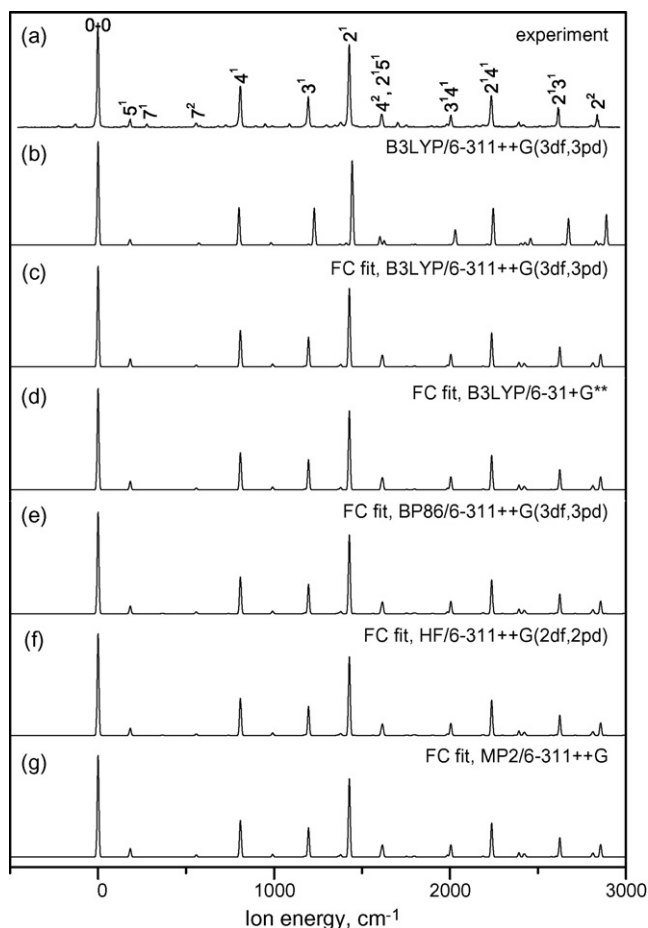 (a)
experiment
0-0
5¹
7¹
7²
4¹
3¹
2¹
4², 2¹5¹
3¹4¹
2¹4¹
2¹3¹
2²
(b)
B3LYP/6-311++G(3df,3pd)
(c)
FC fit, B3LYP/6-311++G(3df,3pd)
(d)
FC fit, B3LYP/6-31+G**
(e)
FC fit, BP86/6-311++G(3df,3pd)
(f)
FC fit, HF/6-311++G(2df,2pd)
(g)
FC fit, MP2/6-311++G
0 1000 2000 3000
Ion energy, cm⁻¹